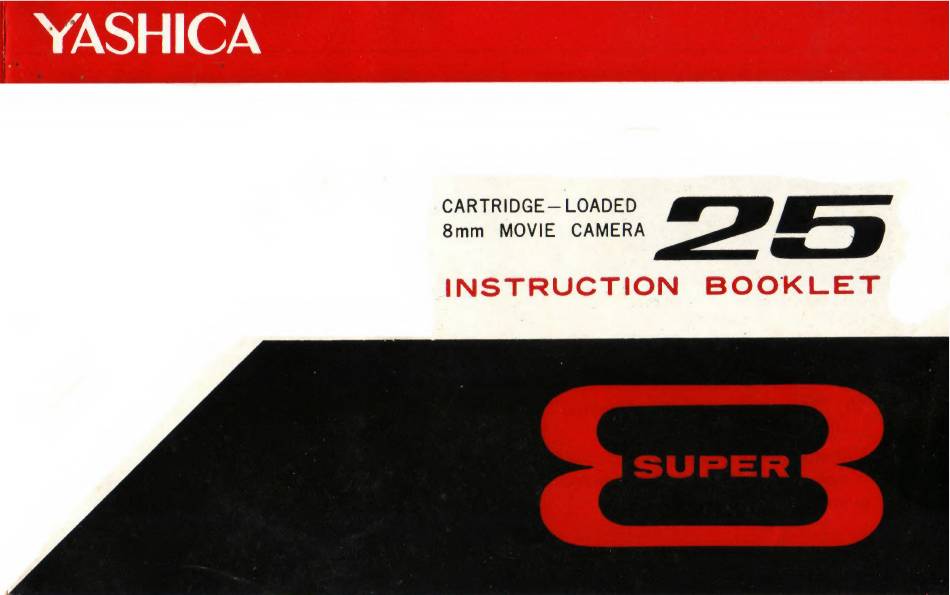 YASHICA
CARTRIDGE—LOADED
8mm MOVIE CAMERA
25
INSTRUCTION BOOKLET
8
SUPER